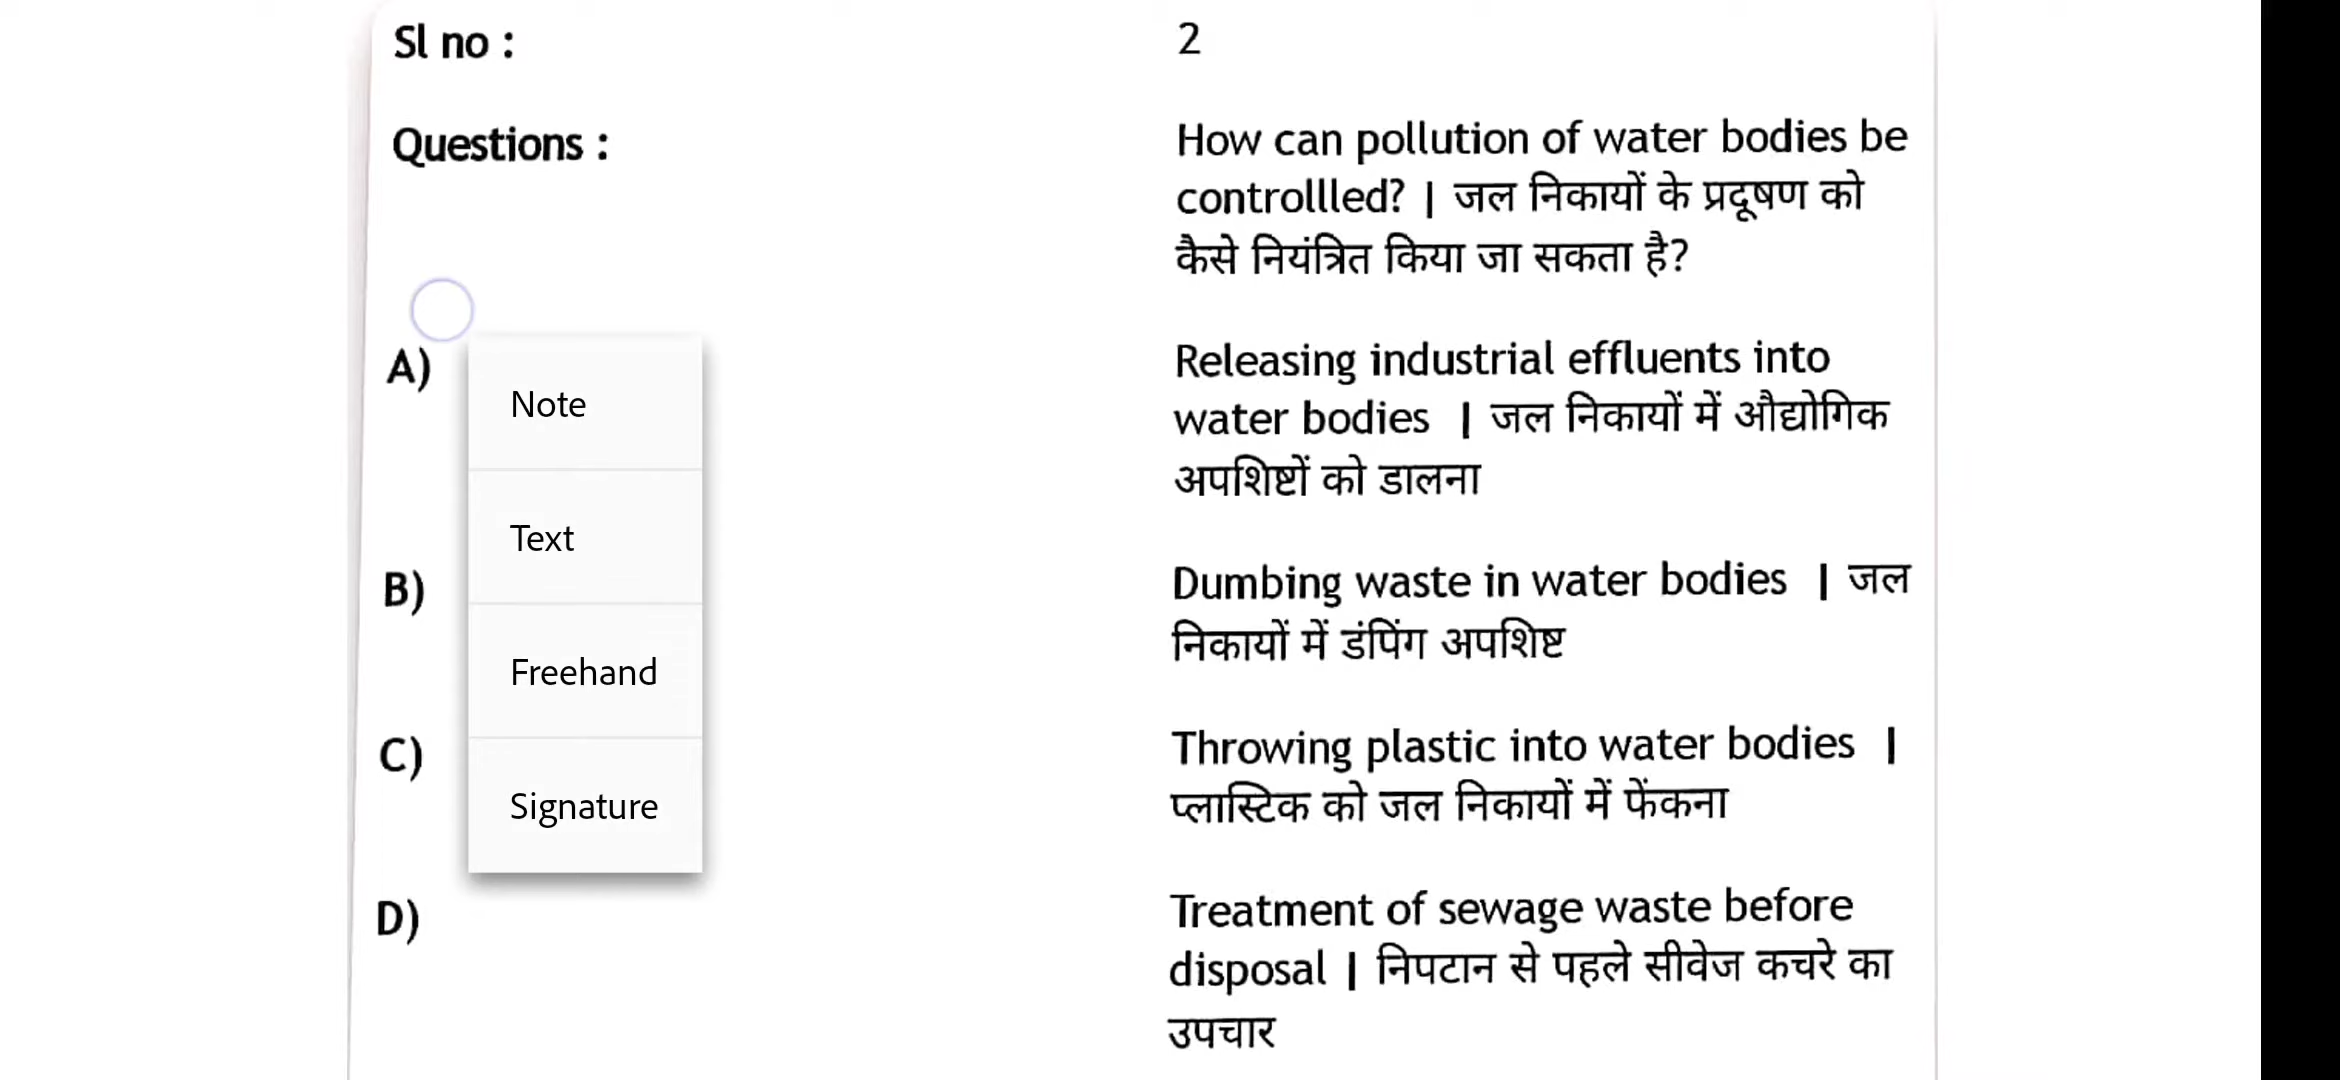 Sl no :
2
Questions :
How can pollution of water bodies be
controllled? | जल निकायों के प्रदूषण को
कैसे नियंत्रित किया जा सकता है?
A)
Releasing industrial effluents into
water bodies | जल निकायों में औद्योगिक
अपशिष्टों को डालना
B)
Dumbing waste in water bodies | जल
निकायों में डंपिंग अपशिष्ट
C)
Throwing plastic into water bodies |
प्लास्टिक को जल निकायों में फेंकना
D)
Treatment of sewage waste before
disposal | निपटान से पहले सीवेज कचरे का
उपचार
Note
Text
Freehand
Signature